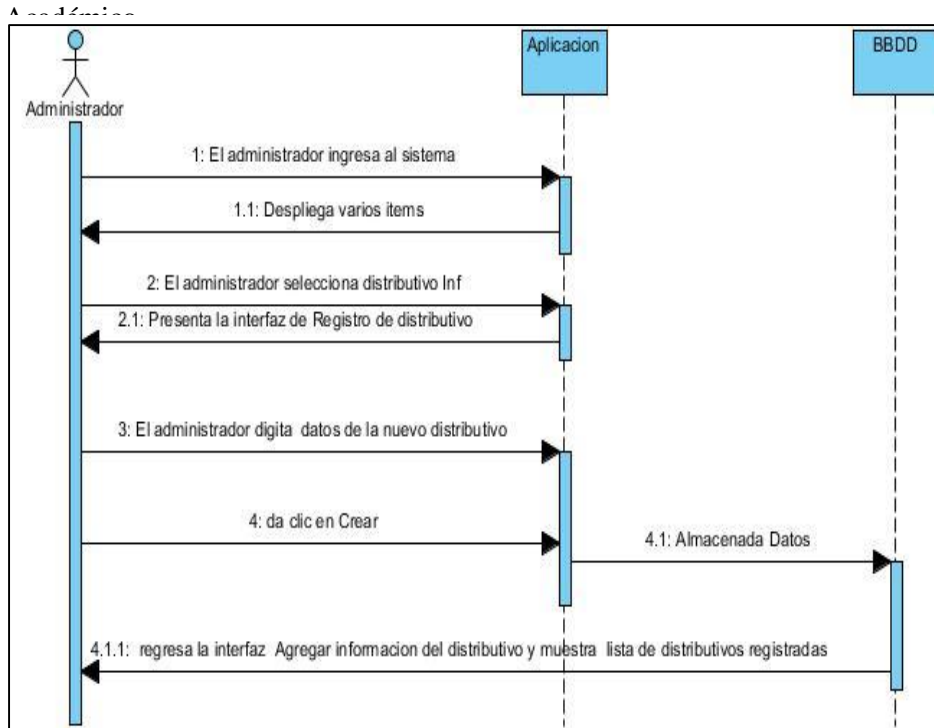 Aplicacion
BBDD
Administrador
1: El administrador ingresa al sistema
1.1: Despliega varios items
2: El administrador selecciona distributivo Inf
2.1: Presenta la interfaz de Registro de distributivo
3: El administrador digita datos de la nuevo distributivo
4: da clic en Crear
4.1: Almacenada Datos
4.1.1: regresa la interfaz Agregar informacion del distributivo y muestra lista de distributivos registradas